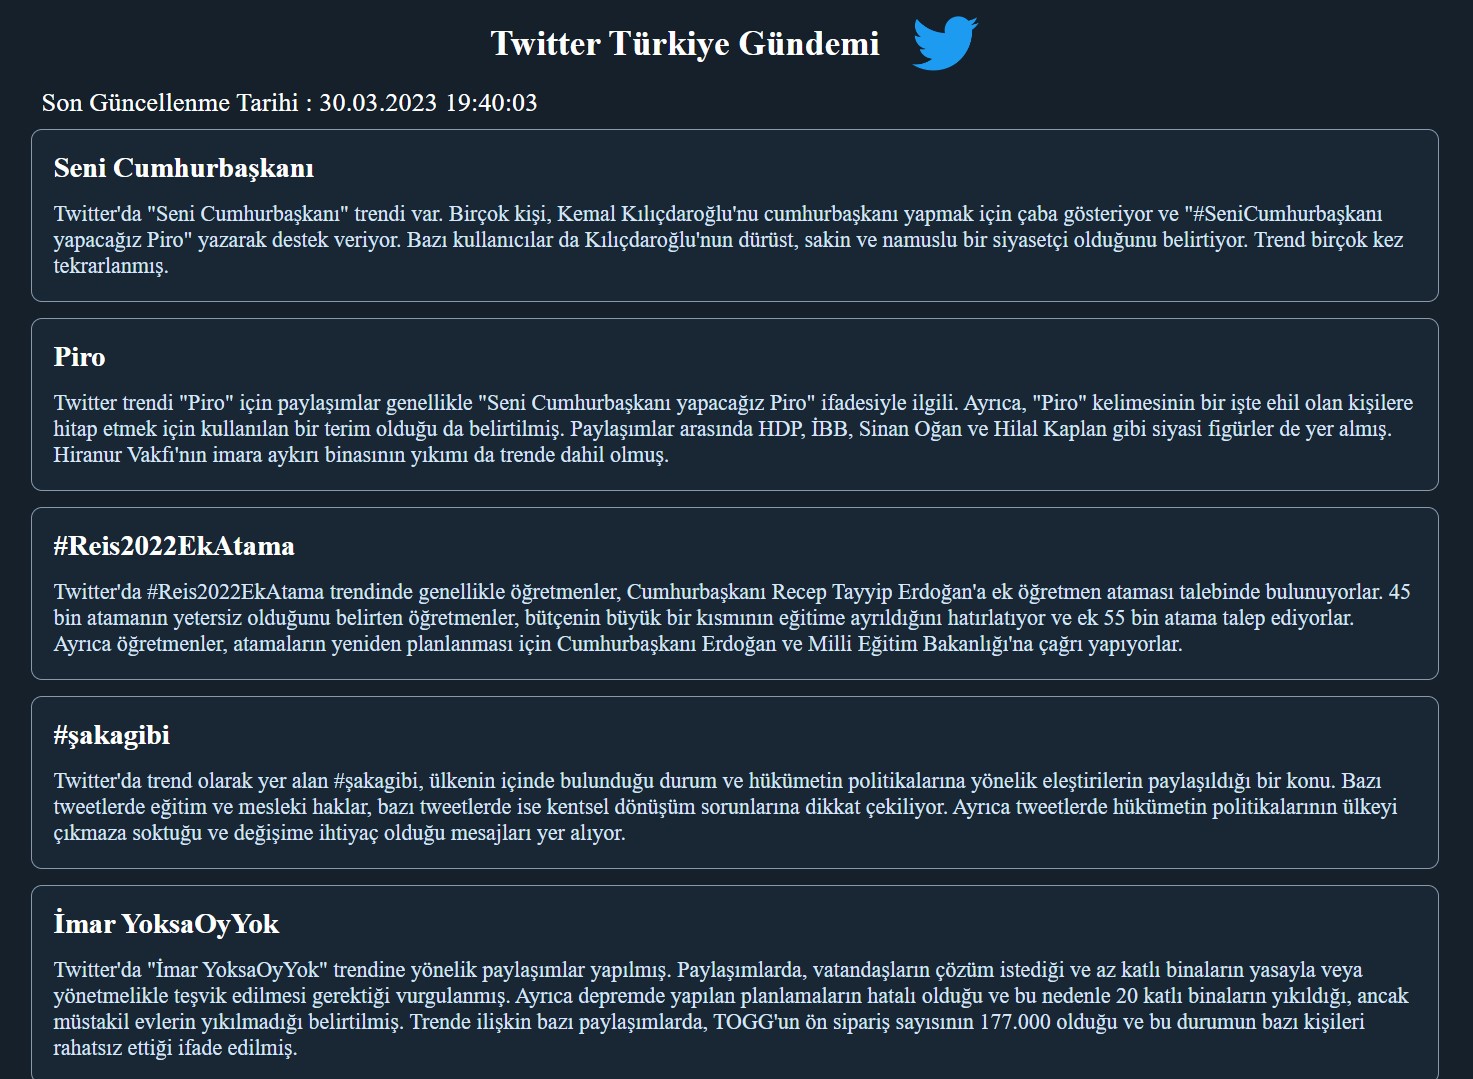 Twitter Türkiye Gündemi
Son Güncellenme Tarihi : 30.03.2023 19:40:03
Seni Cumhurbaşkanı
Twitter'da "Seni Cumhurbaşkanı" trendi var. Birçok kişi, Kemal Kılıçdaroğlu'nu cumhurbaşkanı yapmak için çaba gösteriyor ve "#SeniCumhurbaşkanı
yapacağız Piro" yazarak destek veriyor. Bazı kullanıcılar da Kılıçdaroğlu'nun dürüst, sakin ve namuslu bir siyasetçi olduğunu belirtiyor. Trend birçok kez
tekrarlanmış.
Piro
Twitter trendi "Piro" için paylaşımlar genellikle "Seni Cumhurbaşkanı yapacağız Piro" ifadesiyle ilgili. Ayrıca, "Piro" kelimesinin bir işte ehil olan kişilere
hitap etmek için kullanılan bir terim olduğu da belirtilmiş. Paylaşımlar arasında HDP, İBB, Sinan Oğan ve Hilal Kaplan gibi siyasi figürler de yer almış.
Hiranur Vakfı'nın imara aykırı binasının yıkımı da trende dahil olmuş.
#Reis2022EkAtama
Twitter'da #Reis2022EkAtama trendinde genellikle öğretmenler, Cumhurbaşkanı Recep Tayyip Erdoğan'a ek öğretmen ataması talebinde bulunuyorlar. 45
bin atamanın yetersiz olduğunu belirten öğretmenler, bütçenin büyük bir kısmının eğitime ayrıldığını hatırlatıyor ve ek 55 bin atama talep ediyorlar.
Ayrıca öğretmenler, atamaların yeniden planlanması için Cumhurbaşkanı Erdoğan ve Milli Eğitim Bakanlığı'na çağrı yapıyorlar.
#şakagibi
Twitter'da trend olarak yer alan #şakagibi, ülkenin içinde bulunduğu durum ve hükümetin politikalarına yönelik eleştirilerin paylaşıldığı bir konu. Bazı
tweetlerde eğitim ve mesleki haklar, bazı tweetlerde ise kentsel dönüşüm sorunlarına dikkat çekiliyor. Ayrıca tweetlerde hükümetin politikalarının ülkeyi
çıkmaza soktuğu ve değişime ihtiyaç olduğu mesajları yer alıyor.
İmar YoksaOyYok
Twitter'da "İmar YoksaOyYok" trendine yönelik paylaşımlar yapılmış. Paylaşımlarda, vatandaşların çözüm istediği ve az katlı binaların yasayla veya
yönetmelikle teşvik edilmesi gerektiği vurgulanmış. Ayrıca depremde yapılan planlamaların hatalı olduğu ve bu nedenle 20 katlı binaların yıkıldığı, ancak
müstakil evlerin yıkılmadığı belirtilmiş. Trende ilişkin bazı paylaşımlarda, TOGG'un ön sipariş sayısının 177.000 olduğu ve bu durumun bazı kişileri
rahatsız ettiği ifade edilmiş.